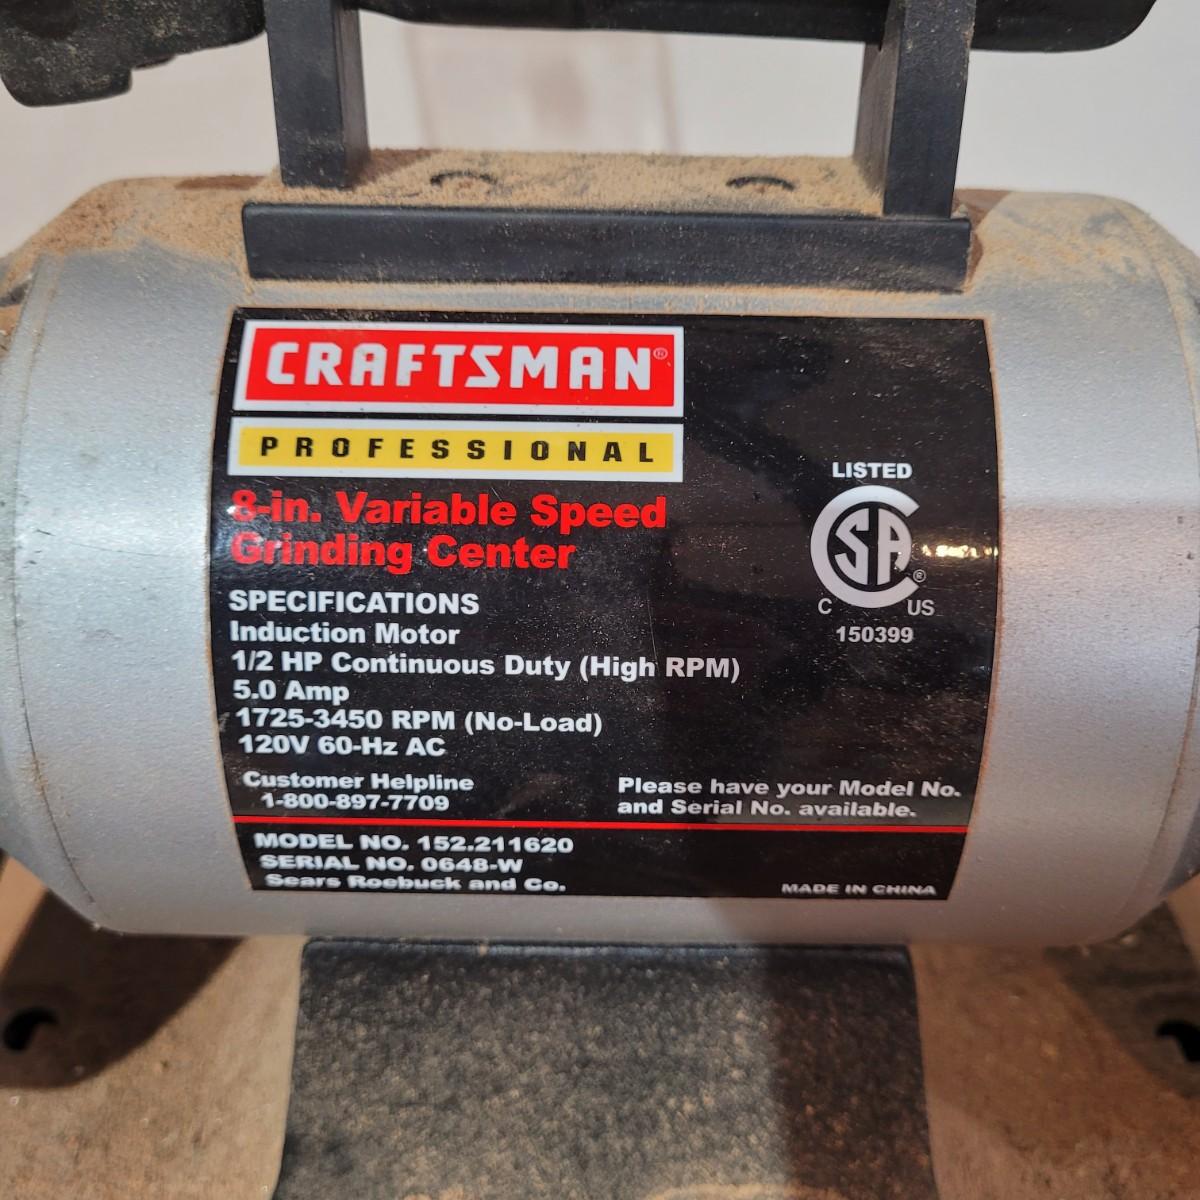 CRAFTSMAN®
PROFESSIONAL
8-in. Variable Speed
Grinding Center
SPECIFICATIONS
Induction Motor
1/2 HP Continuous Duty (High RPM)
5.0 Amp
1725-3450 RPM (No-Load)
120V 60-Hz AC
LISTED
CSA®
C US
150399
Customer Helpline
1-800-897-7709
Please have your Model No.
and Serial No. available.
MODEL NO. 152.211620
SERIAL NO. 0648-W
Sears Roebuck and Co.
MADE IN CHINA